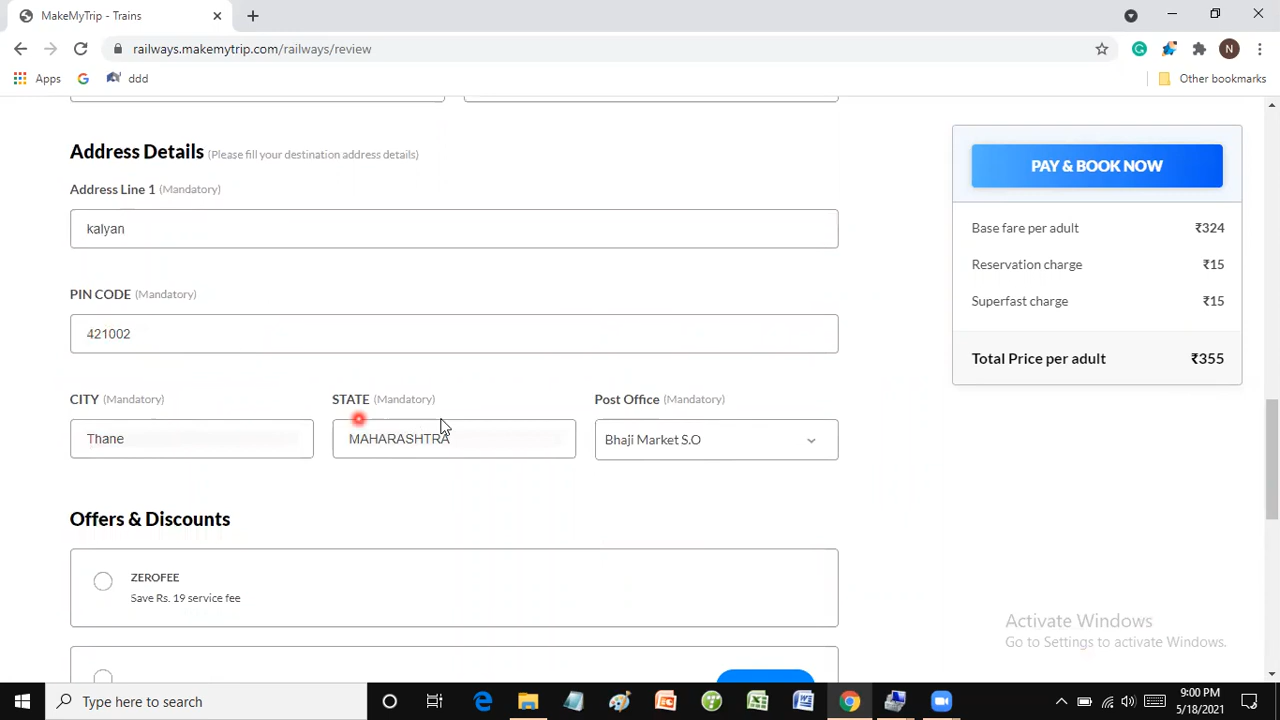 MakeMyTrip - Trains
railways.makemytrip.com/railways/review
N
Apps
ddd
Other bookmarks
Address Details (Please fill your destination address details)
Address Line 1 (Mandatory)
kalyan
PIN CODE (Mandatory)
421002
CITY (Mandatory) STATE (Mandatory) Post Office (Mandatory)
Thane MAHARASHTRA Bhaji Market S.O
Offers & Discounts
ZEROFEE
Save Rs. 19 service fee
PAY & BOOK NOW
Base fare per adult ₹324
Reservation charge ₹15
Superfast charge ₹15
Total Price per adult ₹355
Activate Windows
Go to Settings to activate Windows.
Type here to search
9:00 PM
5/18/2021